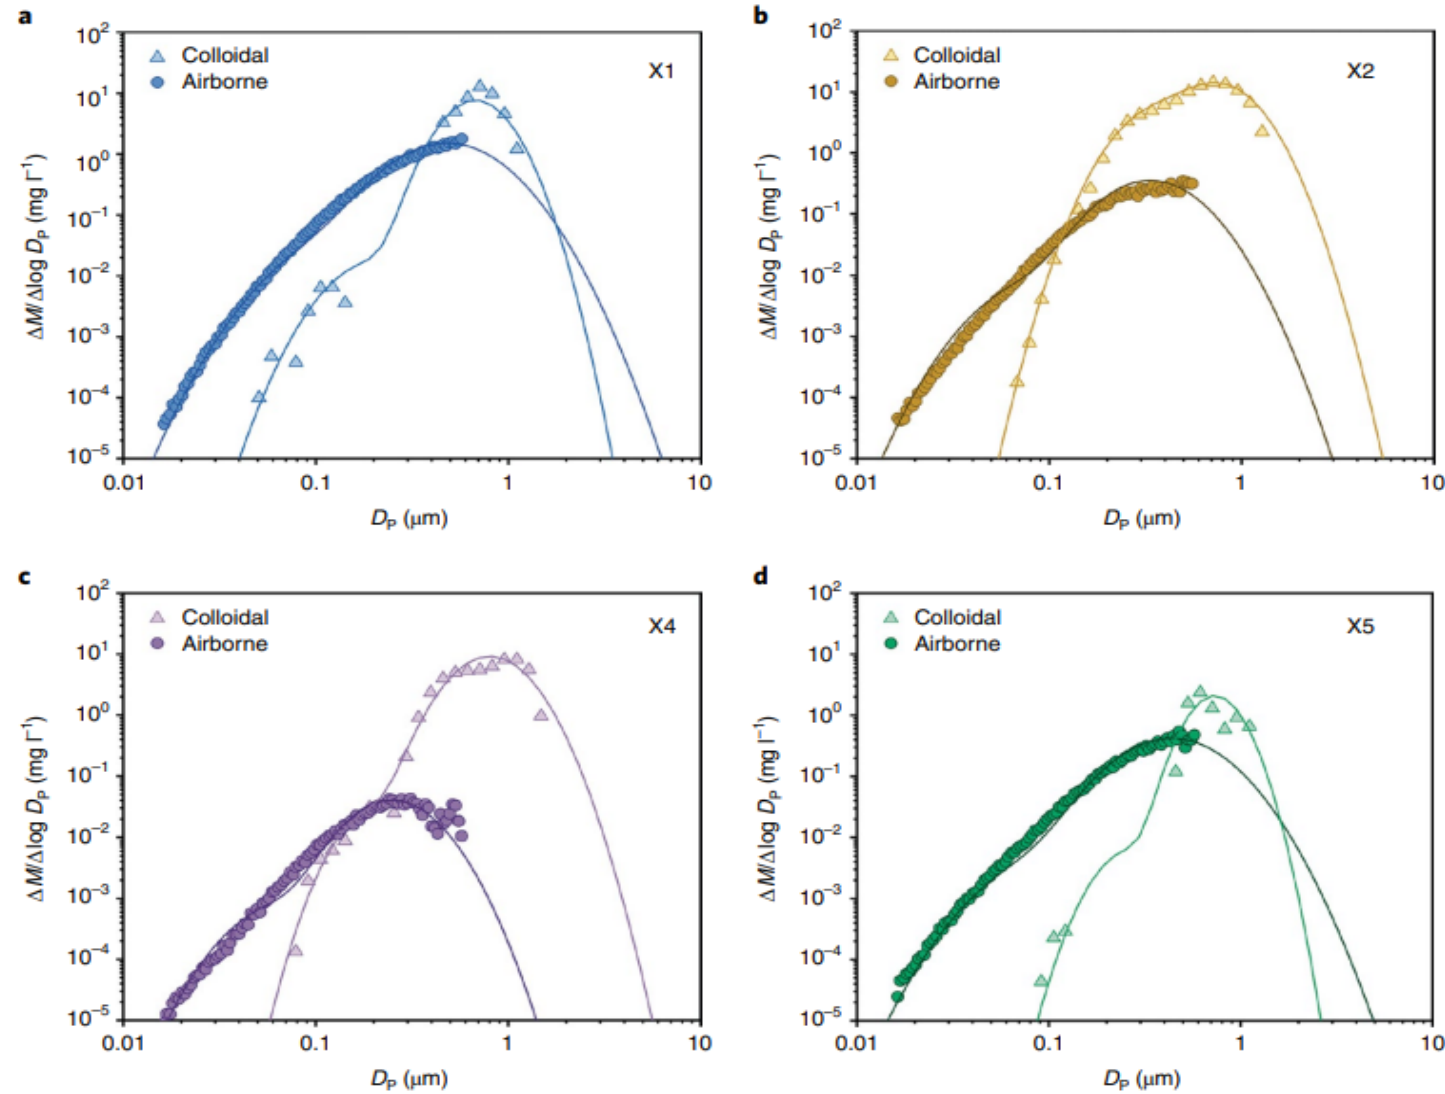 a
10²
10¹
10⁰
10⁻¹
10⁻²
10⁻³
10⁻⁴
10⁻⁵
ΔM/Δlog Dₚ (mg l⁻¹)
Colloidal
Airborne
X1
0.01 0.1 1 10
Dₚ (μm)
b
10²
10¹
10⁰
10⁻¹
10⁻²
10⁻³
10⁻⁴
10⁻⁵
ΔM/Δlog Dₚ (mg l⁻¹)
Colloidal
Airborne
X2
0.01 0.1 1 10
Dₚ (μm)
c
10²
10¹
10⁰
10⁻¹
10⁻²
10⁻³
10⁻⁴
10⁻⁵
ΔM/Δlog Dₚ (mg l⁻¹)
Colloidal
Airborne
X4
0.01 0.1 1 10
Dₚ (μm)
d
10²
10¹
10⁰
10⁻¹
10⁻²
10⁻³
10⁻⁴
10⁻⁵
ΔM/Δlog Dₚ (mg l⁻¹)
Colloidal
Airborne
X5
0.01 0.1 1 10
Dₚ (μm)